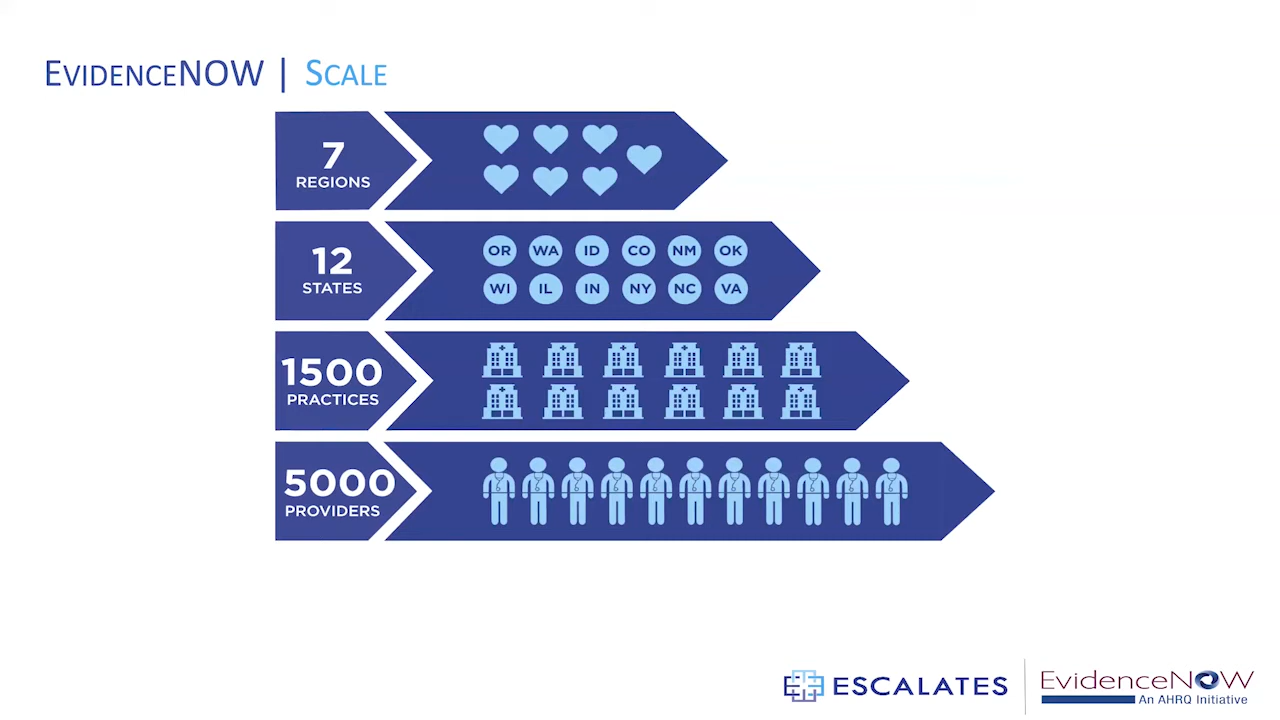 EVIDENCENOW | SCALE
7
REGIONS
12
STATES
OR WA ID CO NM OK
WI IL IN NY NC VA
1500
PRACTICES
5000
PROVIDERS
ESCALATES
EvidenceNOW
An AHRQ Initiative